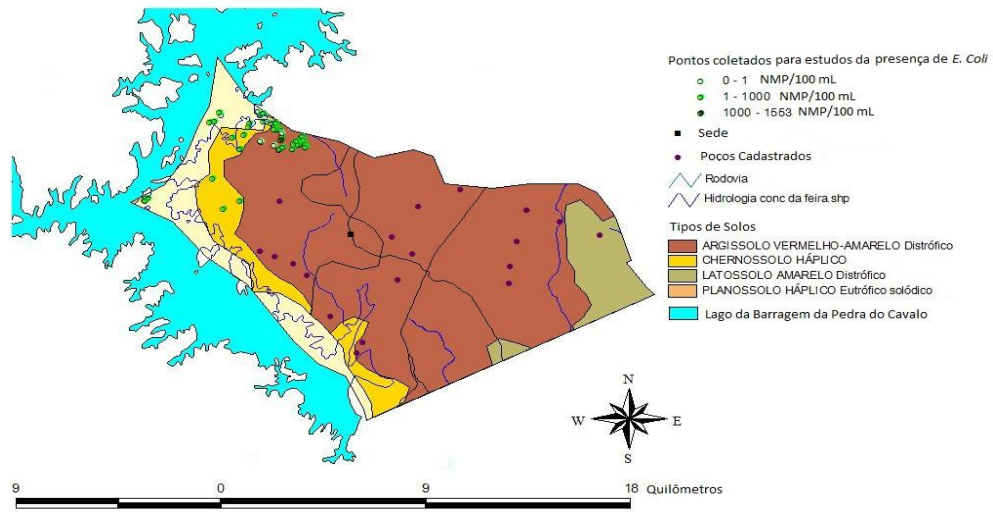 Pontos coletados para estudos da presença de E. Coli
0 - 1 NMP/100 mL
1 - 1000 NMP/100 mL
1000 - 1553 NMP/100 mL
Sede
Poços Cadastrados
Rodovia
Hidrologia conc da feira.shp
Tipos de Solos
ARGISSOLO VERMELHO-AMARELO Distrófico
CHERNOSSOLO HÁPLICO
LATOSSOLO AMARELO Distrófico
PLANOSSOLO HÁPLICO Eutrófico solódico
Lago da Barragem da Pedra do Cavalo
N
W E
S
9 0 9 18 Quilômetros